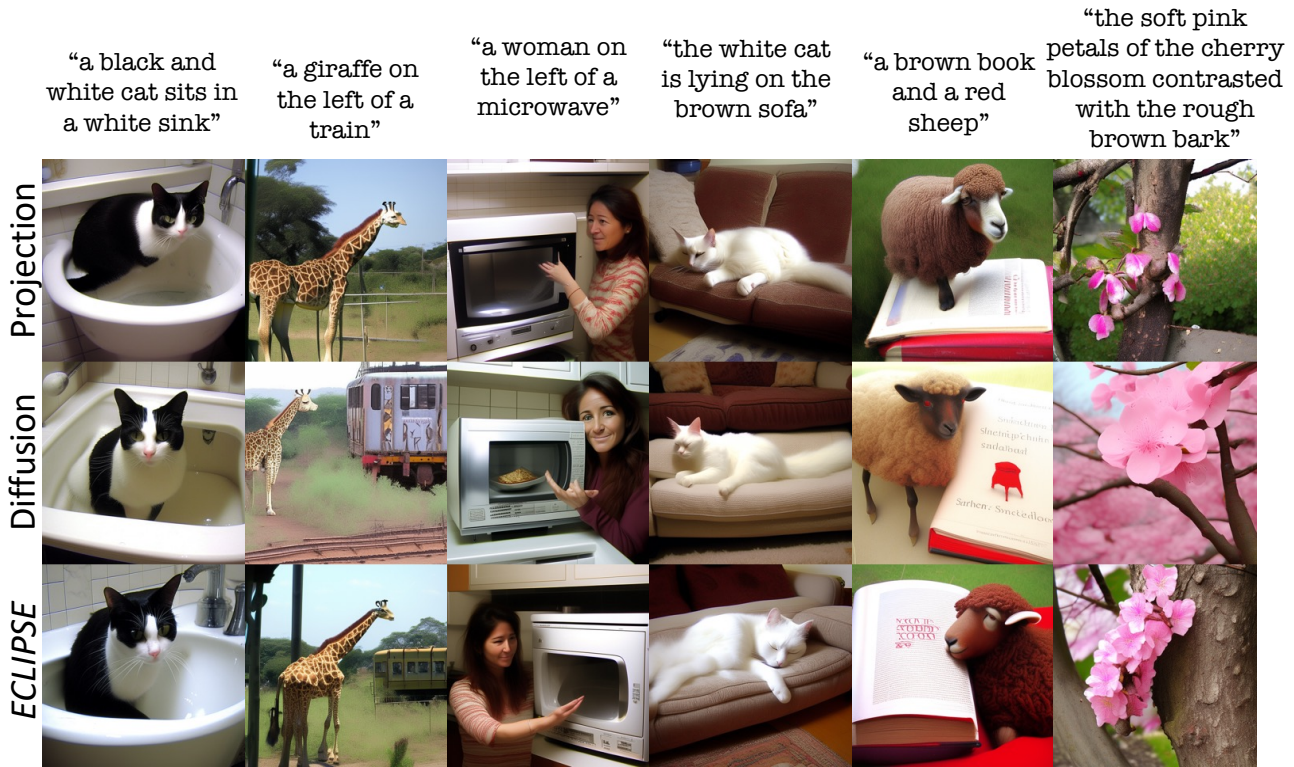 “a black and
white cat sits in
a white sink”
“a giraffe on
the left of a
train”
“a woman on
the left of a
microwave”
“the white cat
is lying on the
brown sofa”
“a brown book
and a red
sheep”
“the soft pink
petals of the cherry
blossom contrasted
with the rough
brown bark”
Projection
Diffusion
ECLIPSE